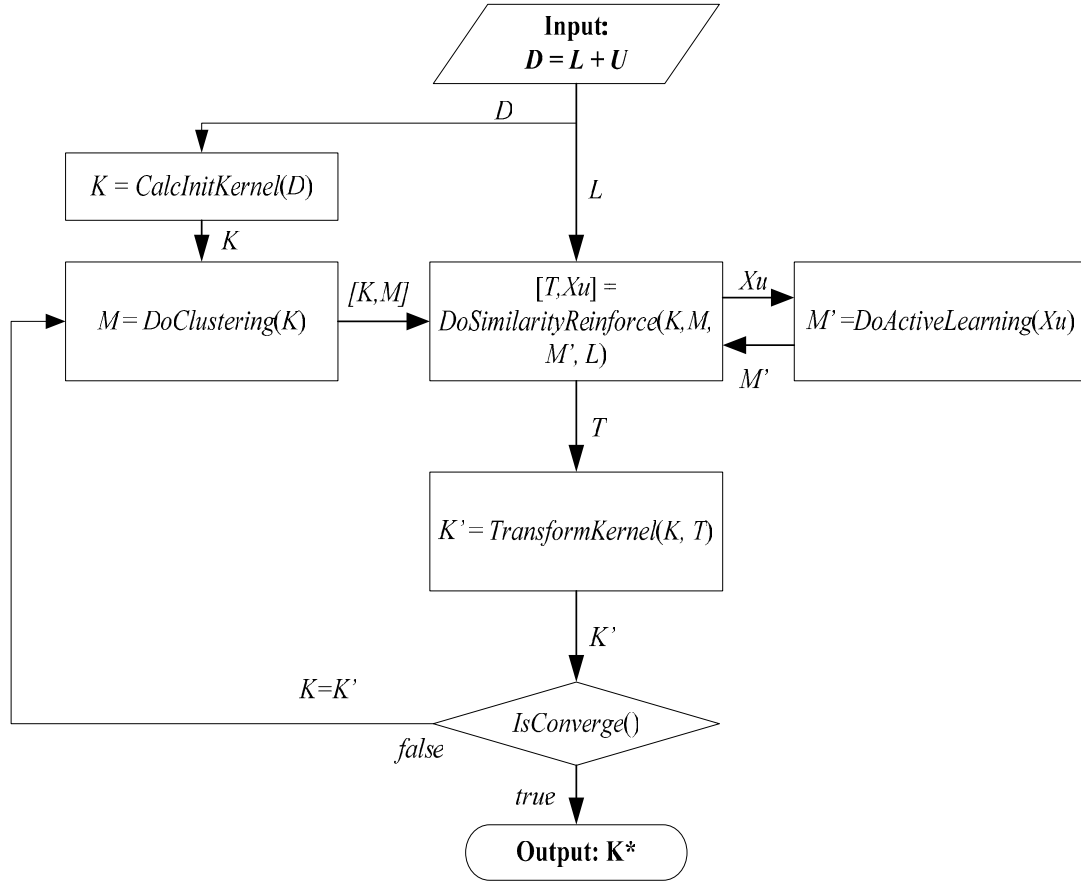 Input:
D = L + U
D
K = CalcInitKernel(D)
L
K
M = DoClustering(K)
[K,M]
[T,Xu] =
DoSimilarityReinforce(K,M,
M’, L)
Xu
M’ =DoActiveLearning(Xu)
M’
T
K’ = TransformKernel(K, T)
K’
K=K’
IsConverge()
false
true
Output: K*